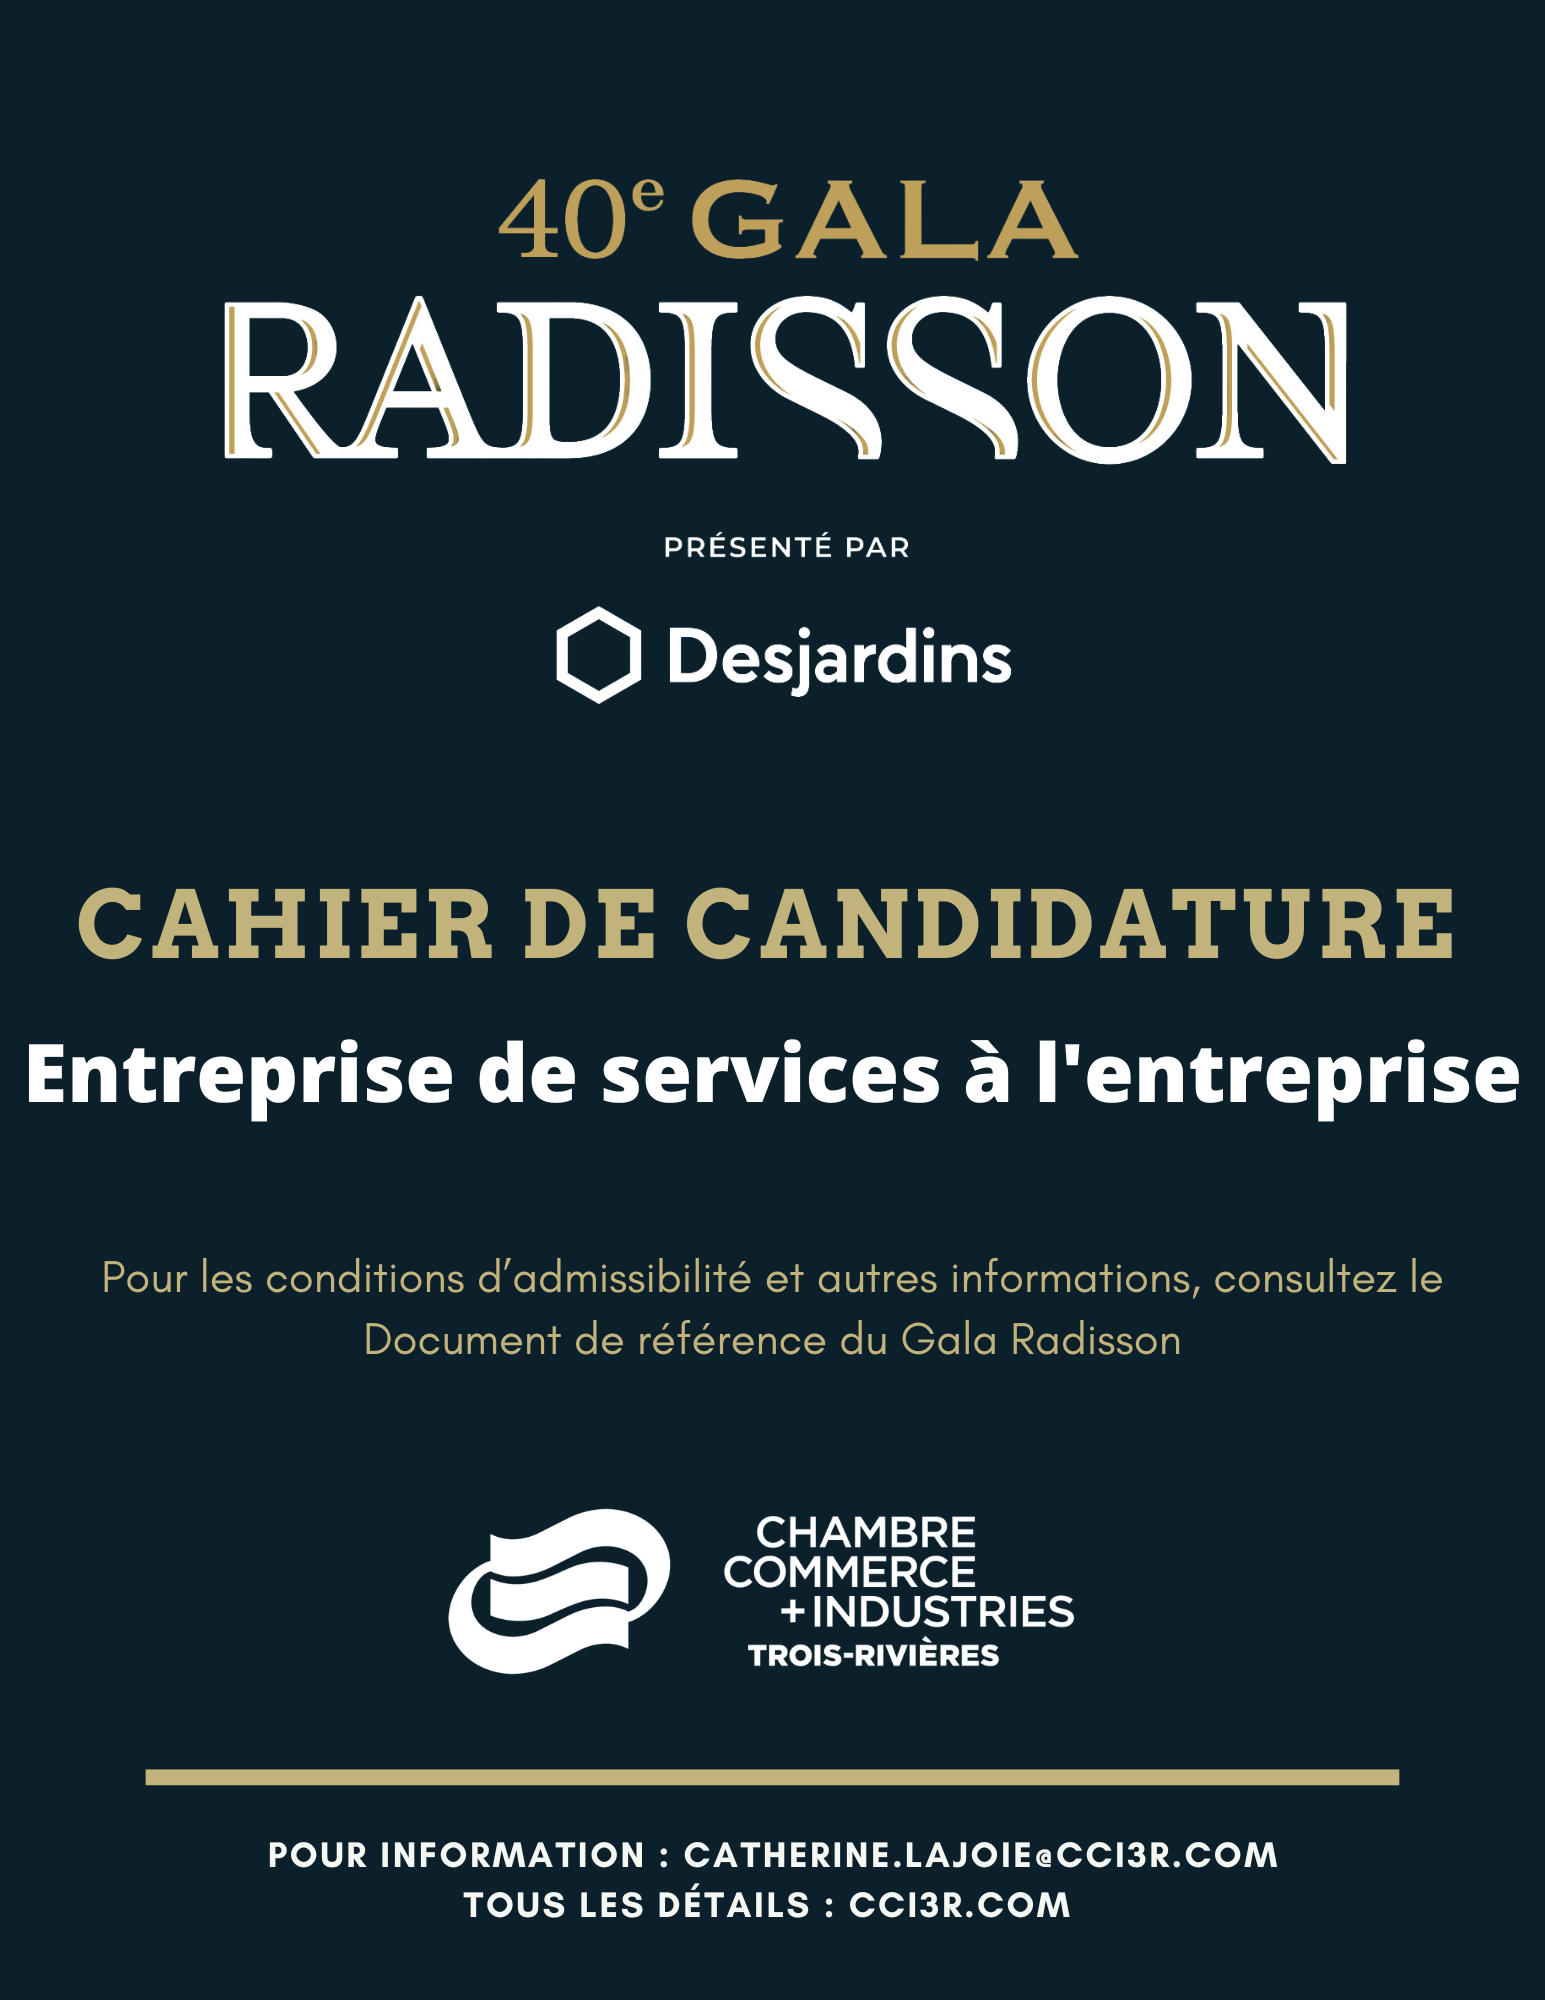 40e GALA
RADISSON
PRÉSENTÉ PAR
Desjardins
CAHIER DE CANDIDATURE
Entreprise de services à l'entreprise
Pour les conditions d’admissibilité et autres informations, consultez le
Document de référence du Gala Radisson
CHAMBRE
COMMERCE
+INDUSTRIES
TROIS-RIVIÈRES
POUR INFORMATION : CATHERINE.LAJOIE@CCI3R.COM
TOUS LES DÉTAILS : CCI3R.COM